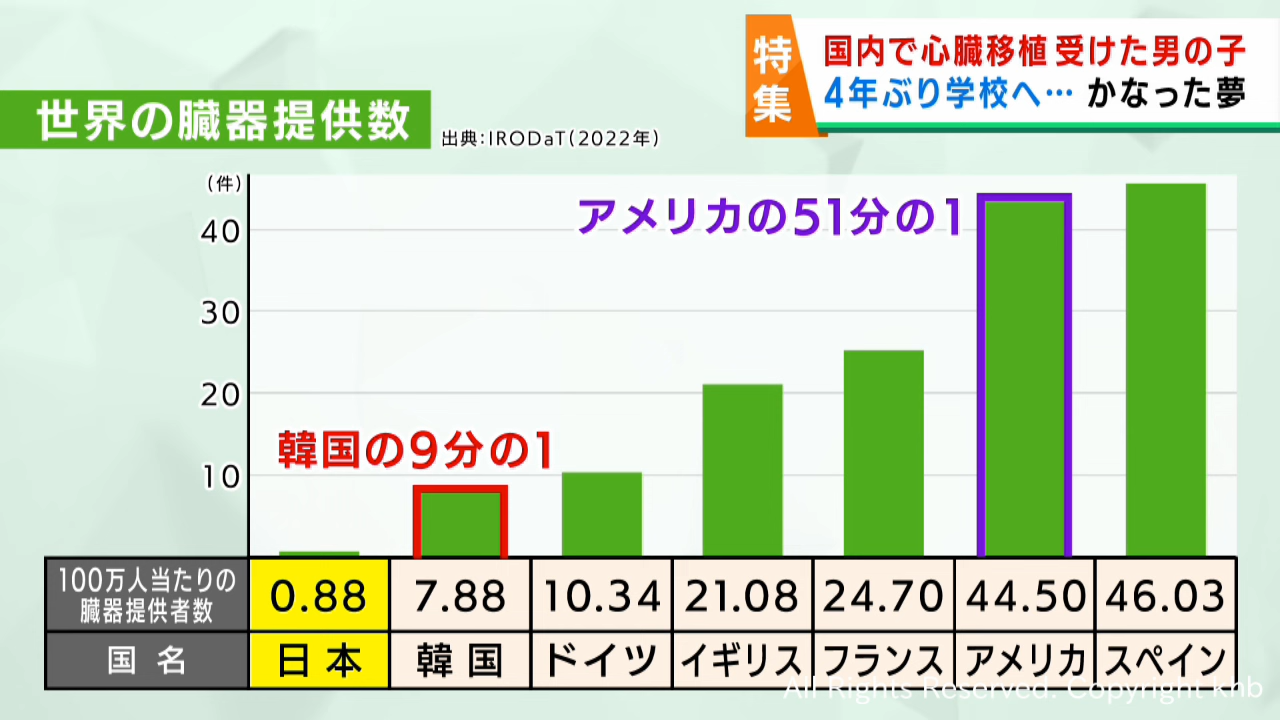 特集
国内で心臓移植 受けた男の子
4年ぶり学校へ… かなった夢
世界の臓器提供数
出典:IRODaT(2022年)
(件)
40
30
20
10
アメリカの51分の1
韓国の9分の1
100万人当たりの
臓器提供者数
0.88 7.88 10.34 21.08 24.70 44.50 46.03
国名 日本 韓国 ドイツ イギリス フランス アメリカ スペイン
All Rights Reserved. Copyright khb